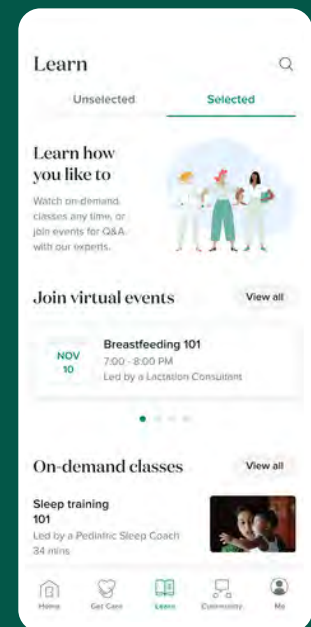 Learn
Unselected Selected
Learn how
you like to
Watch on-demand
classes any time, or
join events for Q&A
with our experts.
Join virtual events View all
NOV
10
Breastfeeding 101
7:00 - 8:00 PM
Led by a Lactation Consultant
On-demand classes View all
Sleep training
101
Led by a Pediatric Sleep Coach
34 mins
Home Get Care Learn Community Me